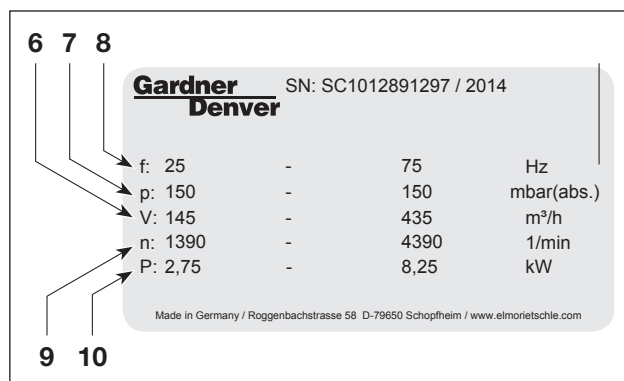 6 7 8
Gardner SN: SC1012891297 / 2014
Denver
f: 25 - 75 Hz
p: 150 - 150 mbar(abs.)
V: 145 - 435 m³/h
n: 1390 - 4390 1/min
P: 2,75 - 8,25 kW
Made in Germany / Roggenbachstrasse 58 D-79650 Schopfheim / www.elmorietschle.com
9 10